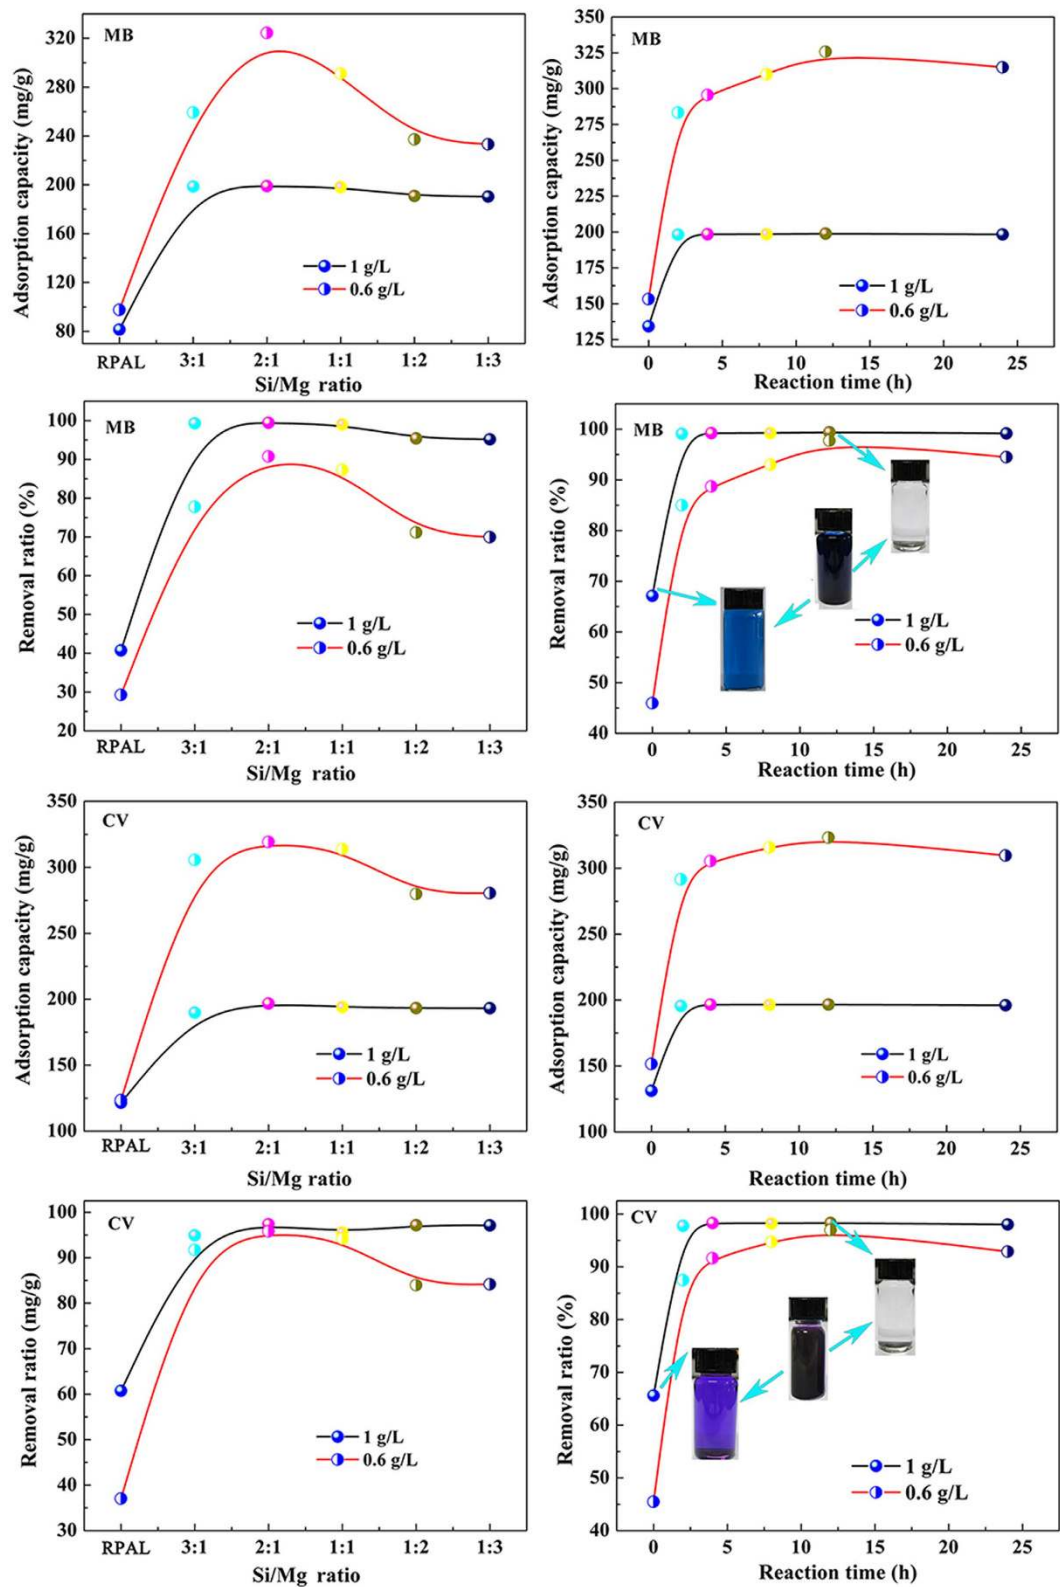 MB
Adsorption capacity (mg/g)
320
280
240
200
160
120
80
1 g/L
0.6 g/L
RPAL 3:1 2:1 1:1 1:2 1:3
Si/Mg ratio
MB
Adsorption capacity (mg/g)
350
325
300
275
250
225
200
175
150
125
1 g/L
0.6 g/L
0 5 10 15 20 25
Reaction time (h)
MB
Removal ratio (%)
100
90
80
70
60
50
40
30
20
1 g/L
0.6 g/L
RPAL 3:1 2:1 1:1 1:2 1:3
Si/Mg ratio
MB
Removal ratio (%)
100
90
80
70
60
50
40
1 g/L
0.6 g/L
0 5 10 15 20 25
Reaction time (h)
CV
Adsorption capacity (mg/g)
350
300
250
200
150
100
1 g/L
0.6 g/L
RPAL 3:1 2:1 1:1 1:2 1:3
Si/Mg ratio
CV
Adsorption capacity (mg/g)
350
300
250
200
150
100
1 g/L
0.6 g/L
0 5 10 15 20 25
Reaction time (h)
CV
Removal ratio (mg/g)
100
90
80
70
60
50
40
30
1 g/L
0.6 g/L
RPAL 3:1 2:1 1:1 1:2 1:3
Si/Mg ratio
CV
Removal ratio (%)
100
90
80
70
60
50
40
1 g/L
0.6 g/L
0 5 10 15 20 25
Reaction time (h)